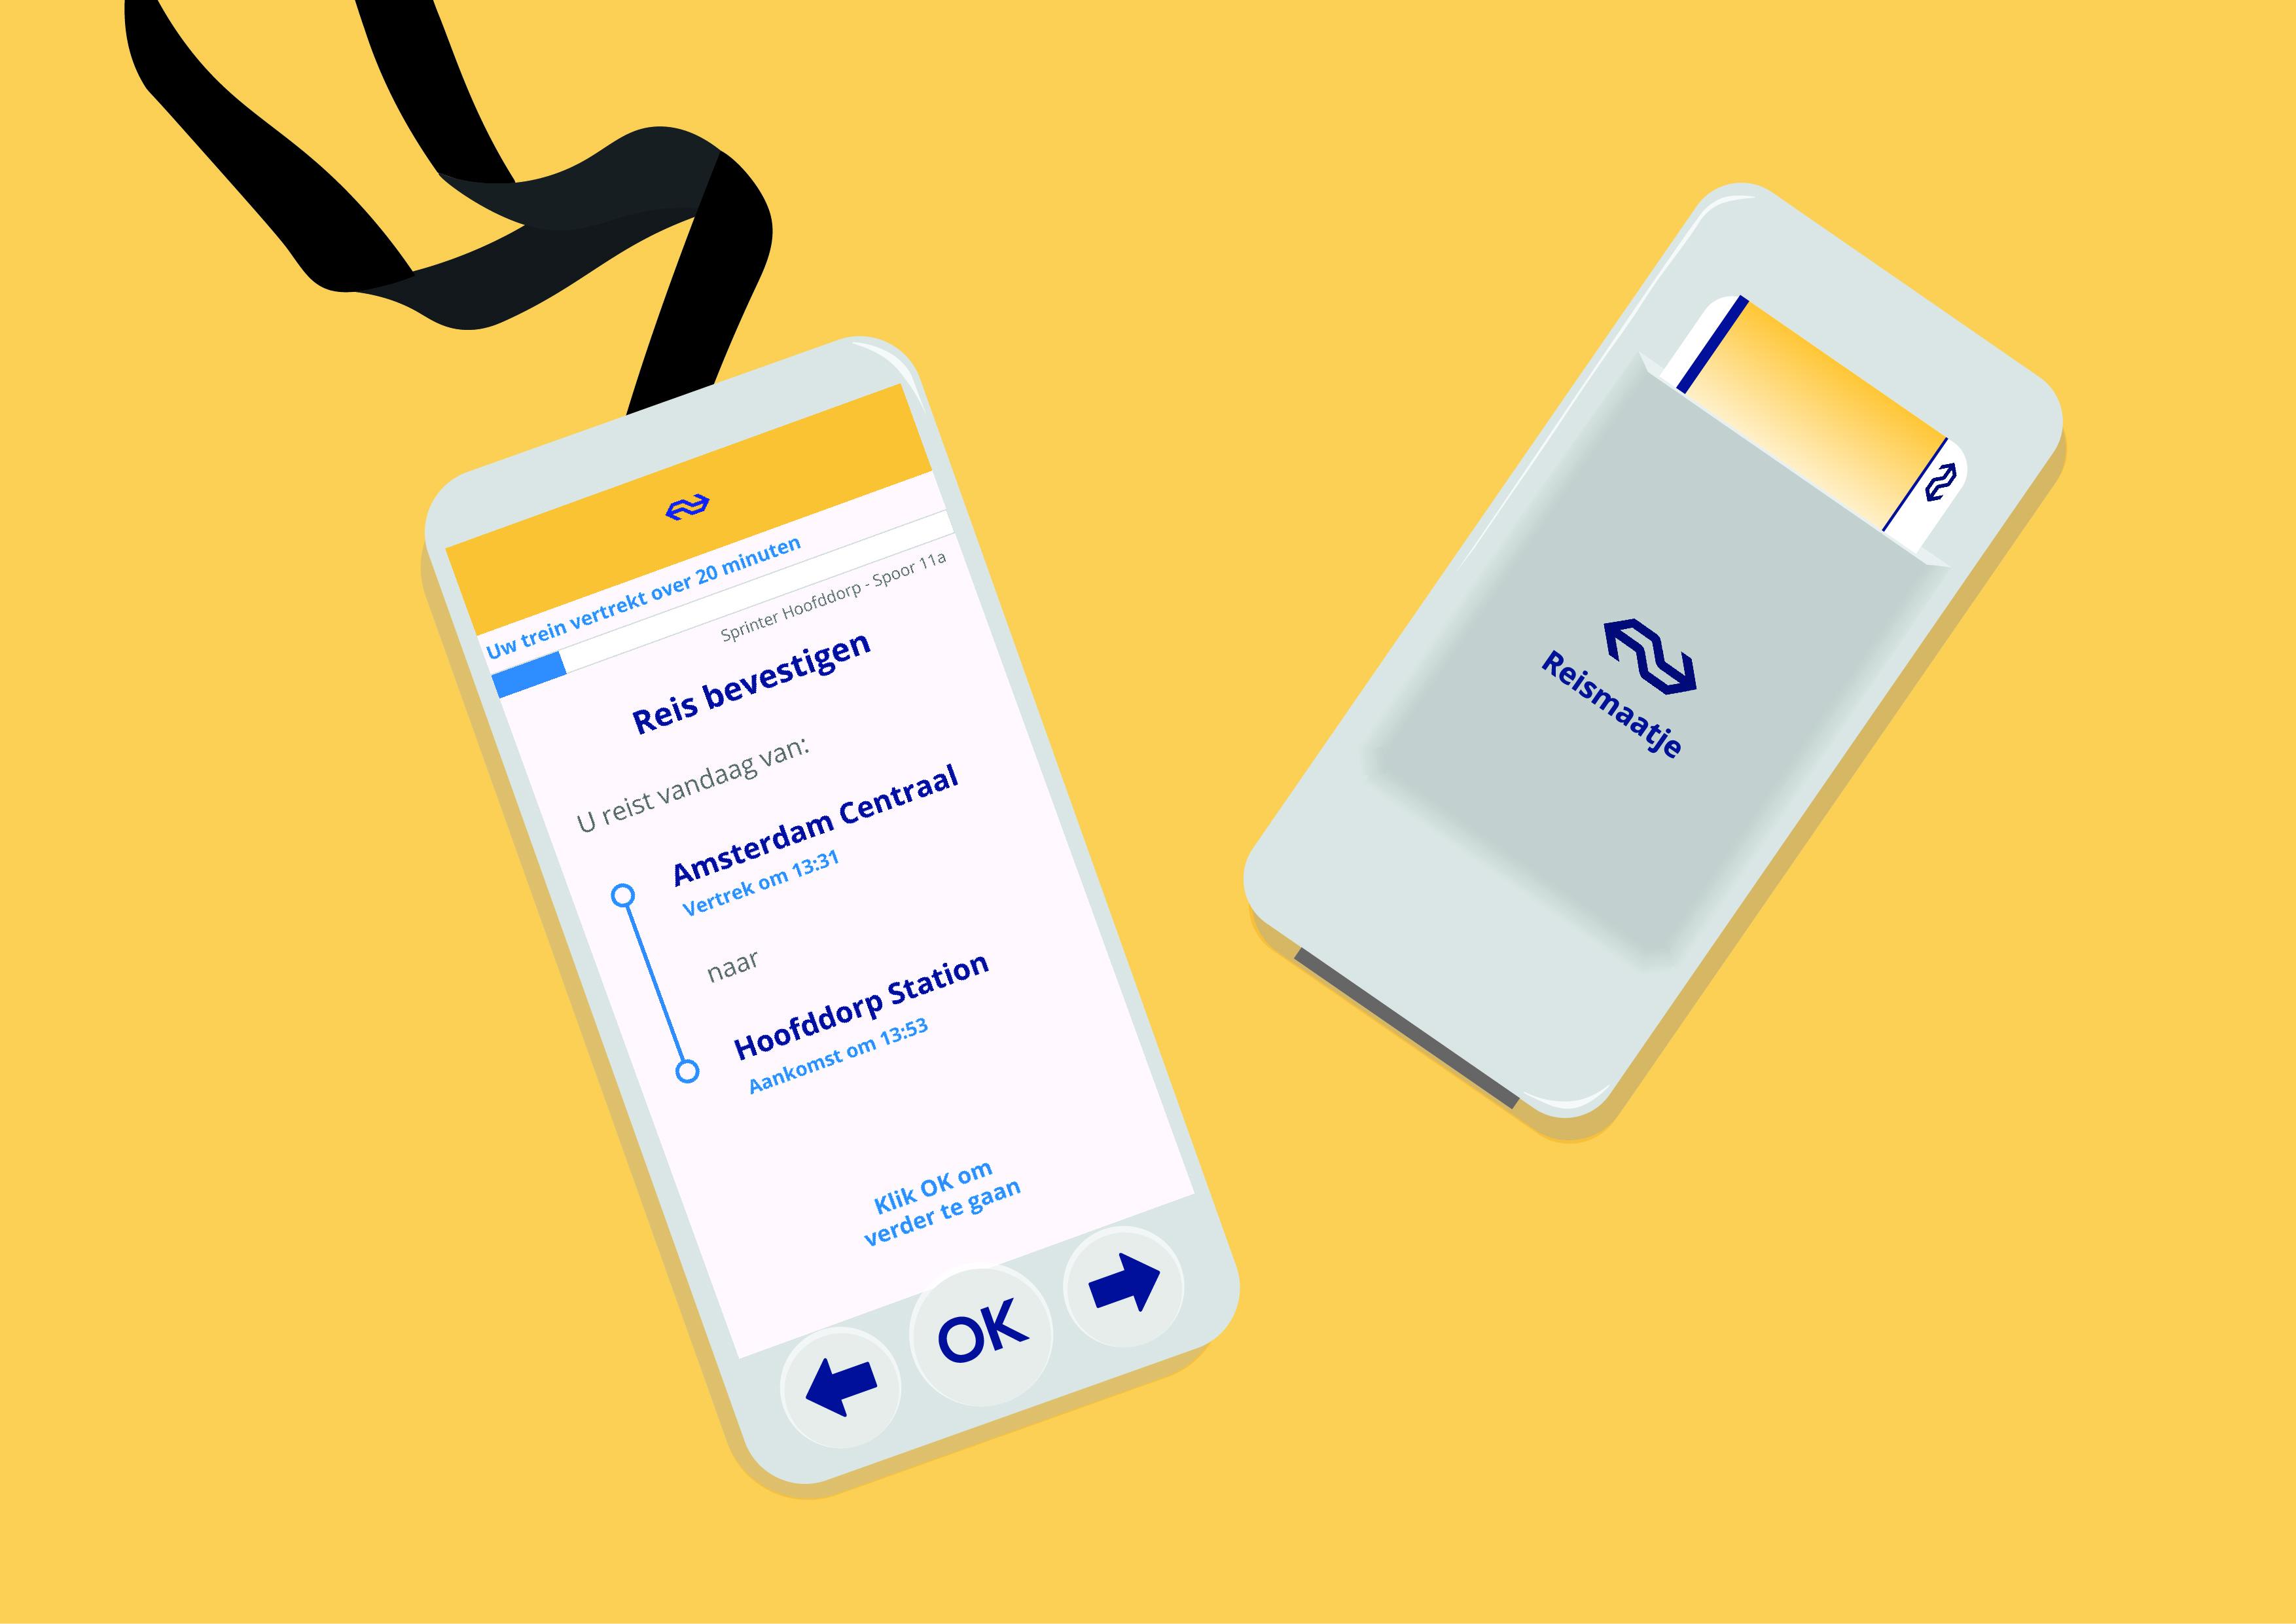 Uw trein vertrekt over 20 minuten
Sprinter Hoofddorp - Spoor 11a
Reis bevestigen
U reist vandaag van:
Amsterdam Centraal
Vertrek om 13:31
naar
Hoofddorp Station
Aankomst om 13:53
Klik OK om
verder te gaan
OK
Reismaatje